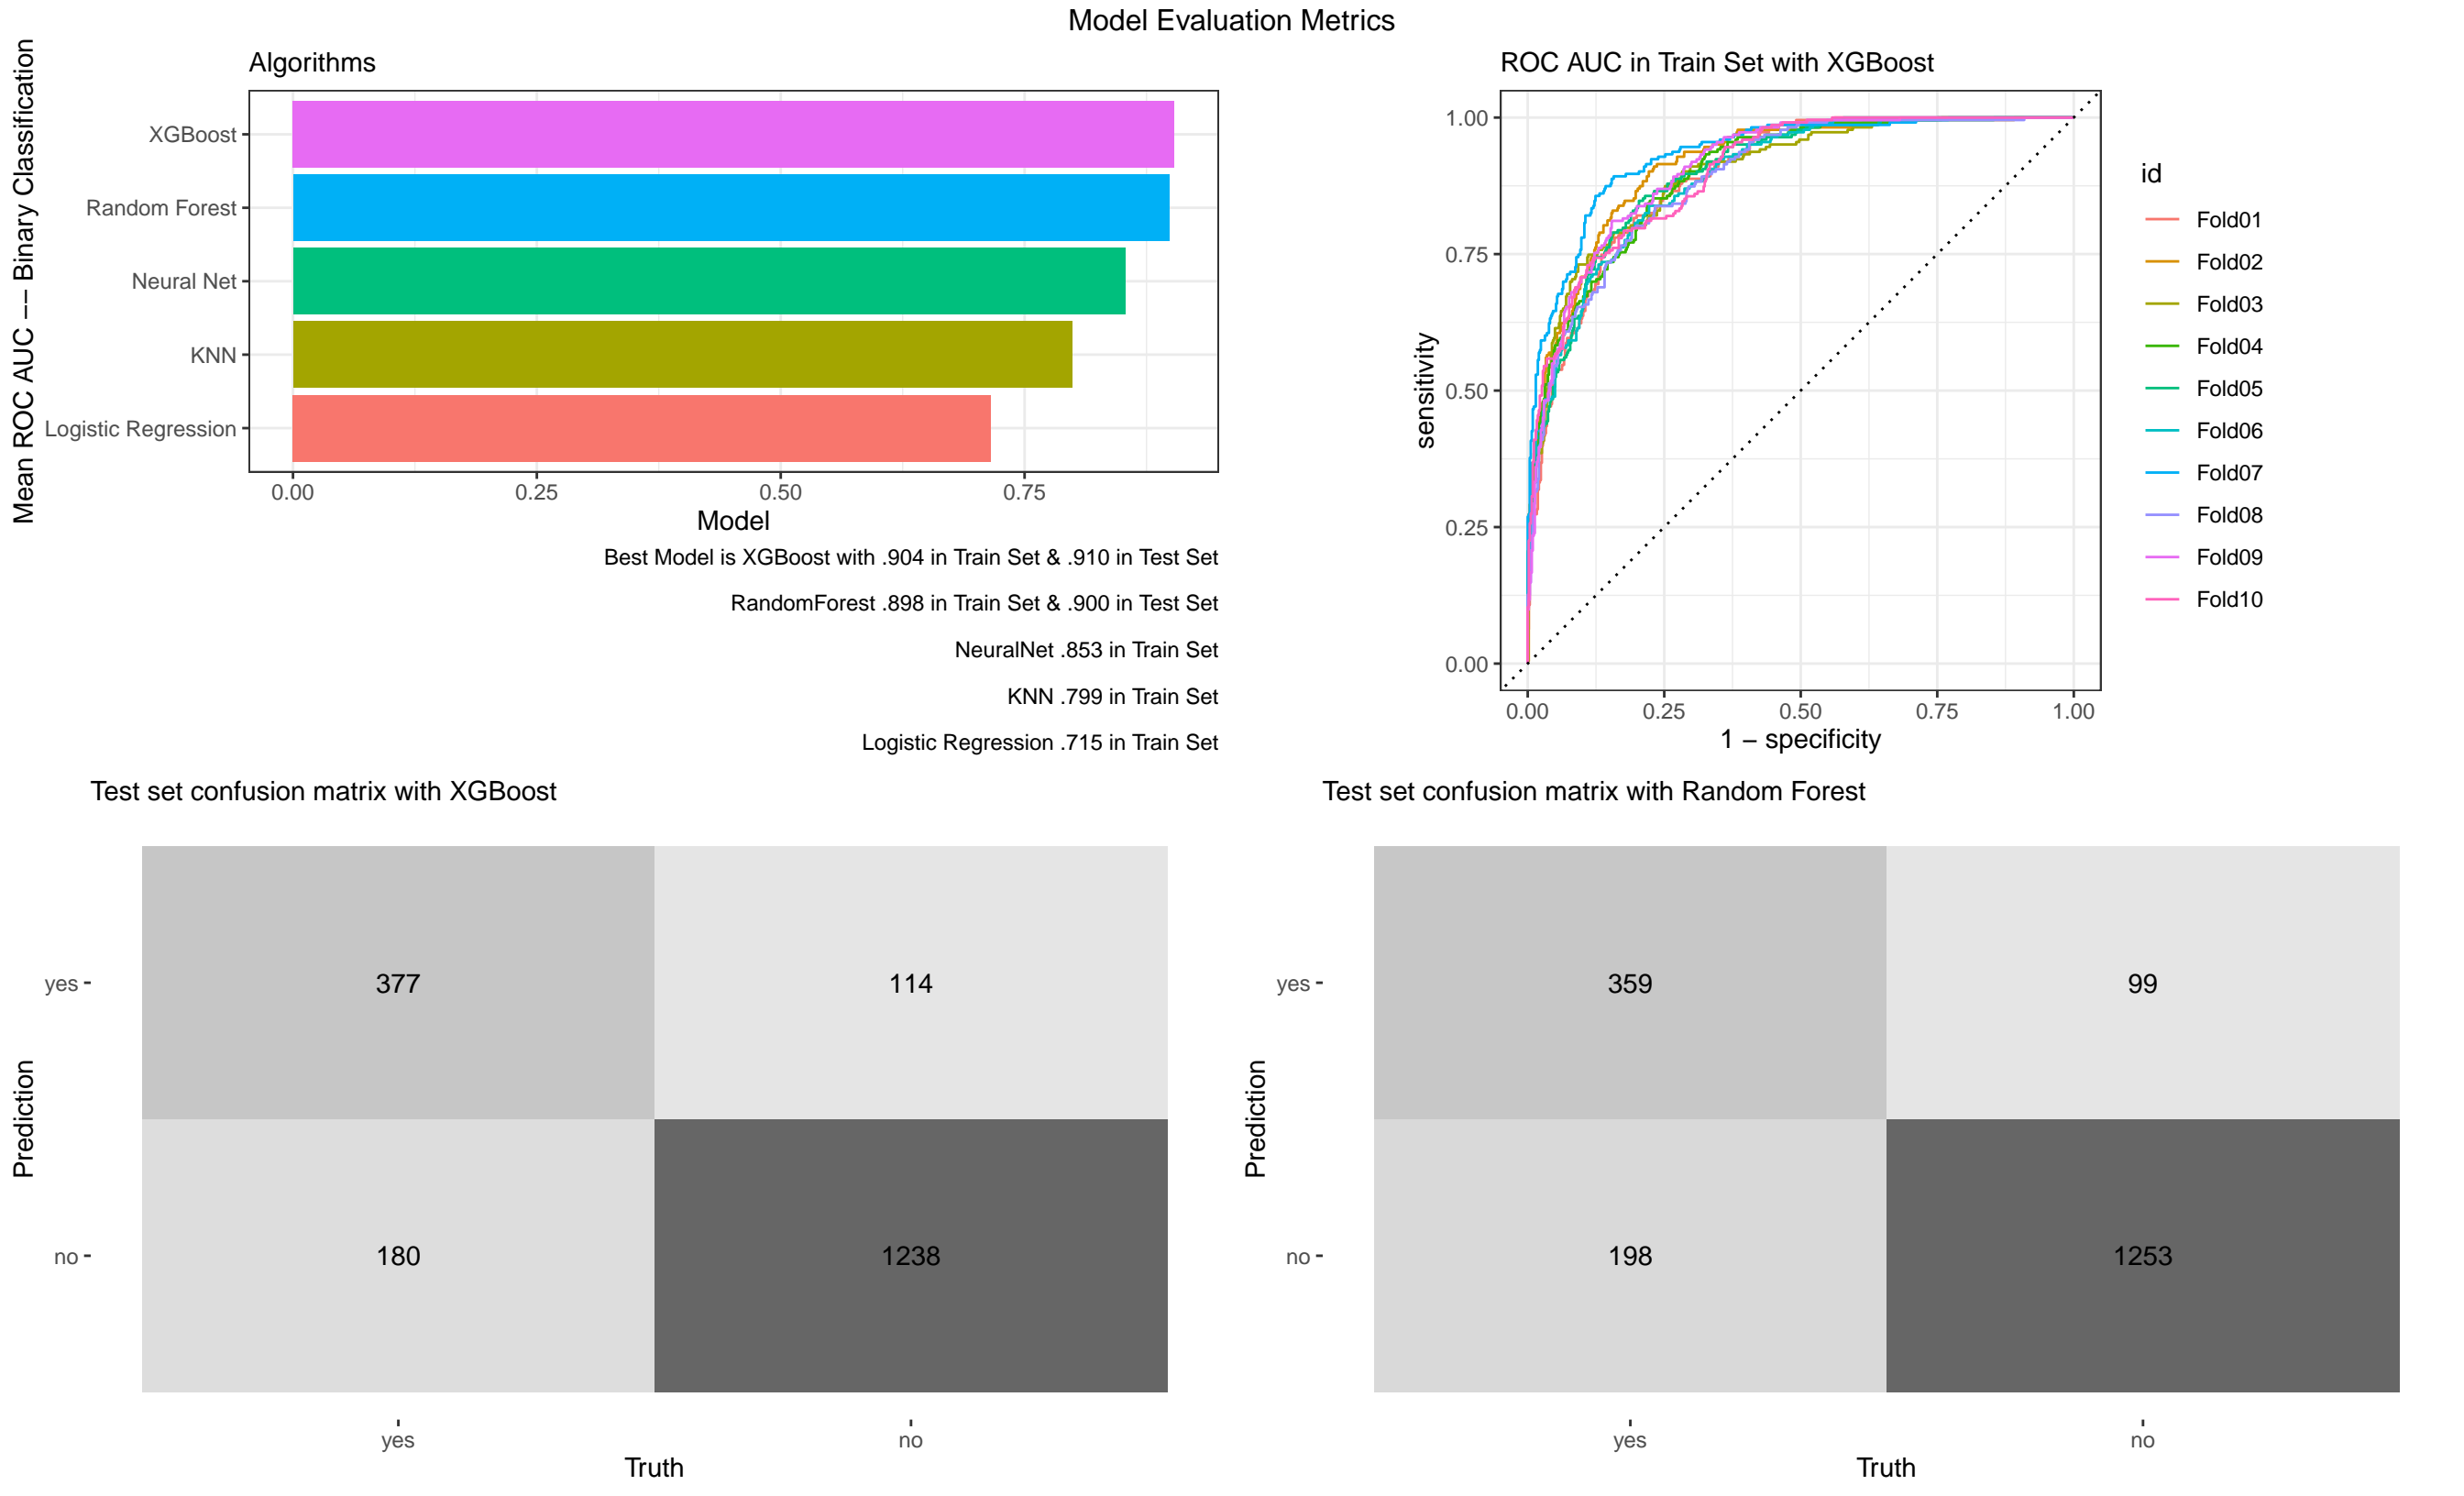 Model Evaluation Metrics
Algorithms
Mean ROC AUC –– Binary Classification
XGBoost
Random Forest
Neural Net
KNN
Logistic Regression
0.00 0.25 0.50 0.75
Model
Best Model is XGBoost with .904 in Train Set & .910 in Test Set
RandomForest .898 in Train Set & .900 in Test Set
NeuralNet .853 in Train Set
KNN .799 in Train Set
Logistic Regression .715 in Train Set
ROC AUC in Train Set with XGBoost
sensitivity
1.00
0.75
0.50
0.25
0.00
0.00 0.25 0.50 0.75 1.00
1 − specificity
id
Fold01
Fold02
Fold03
Fold04
Fold05
Fold06
Fold07
Fold08
Fold09
Fold10
Test set confusion matrix with XGBoost
Prediction
yes 377 114
no 180 1238
yes no
Truth
Test set confusion matrix with Random Forest
Prediction
yes 359 99
no 198 1253
yes no
Truth